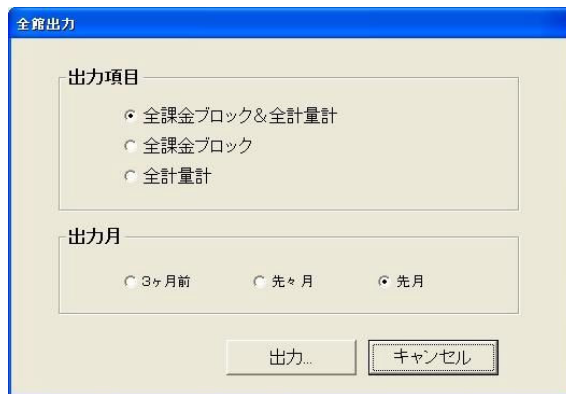 全館出力
出力項目
全課金ブロック&全計量計
全課金ブロック
全計量計
出力月
3ヶ月前 先々月 先月
出力... キャンセル